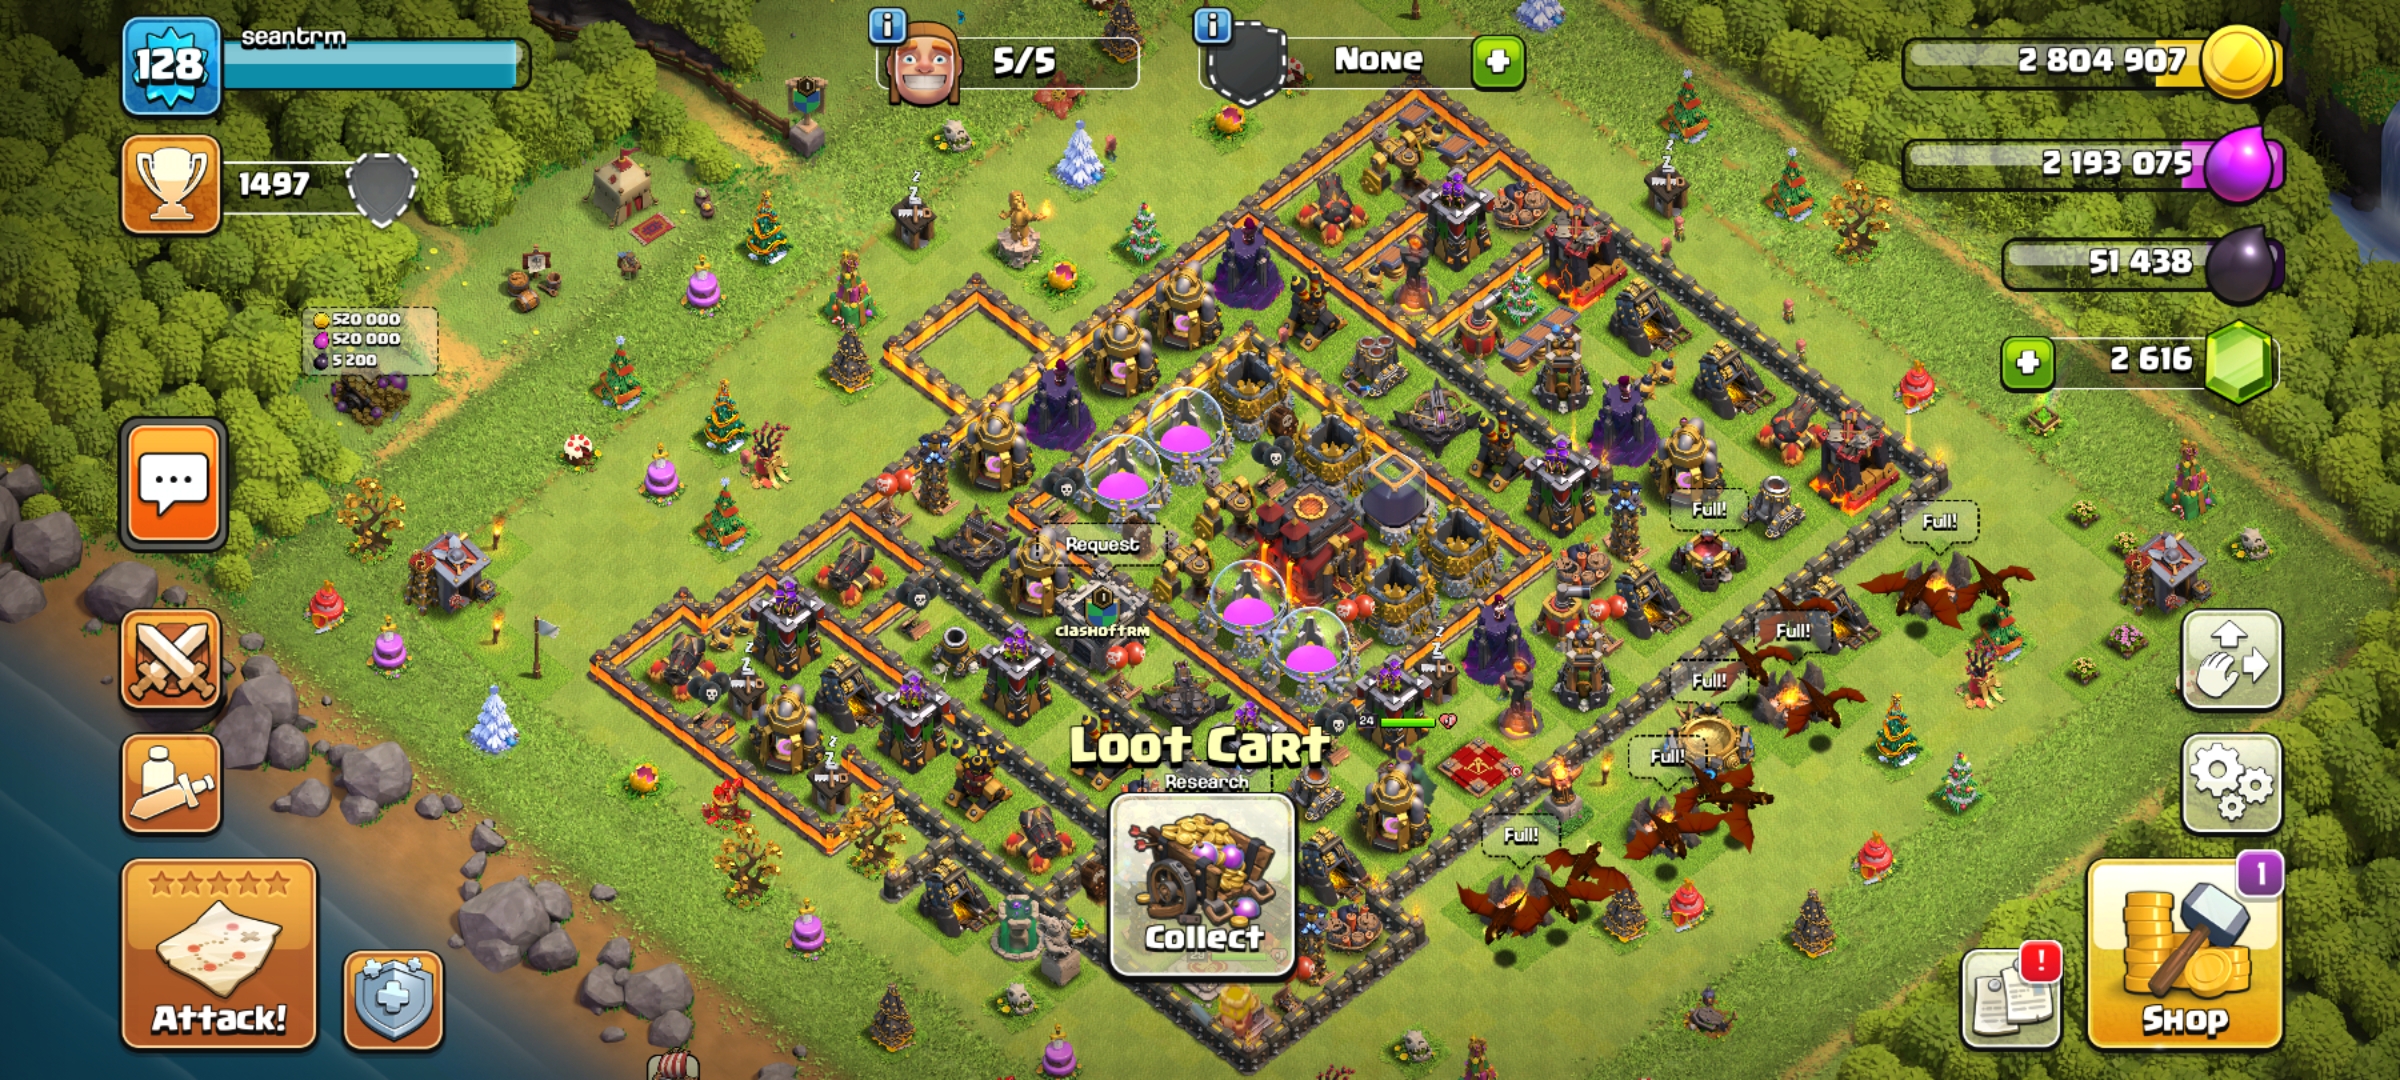 128
seantrm
5/5
None
2 804 907
1497
2 193 075
51 438
2 616
520 000
520 000
5 200
Full!
Full!
Request
clashoftrm
Full!
Full!
24
Full!
Loot Cart
Research
Full!
1
Collect
Attack!
Shop